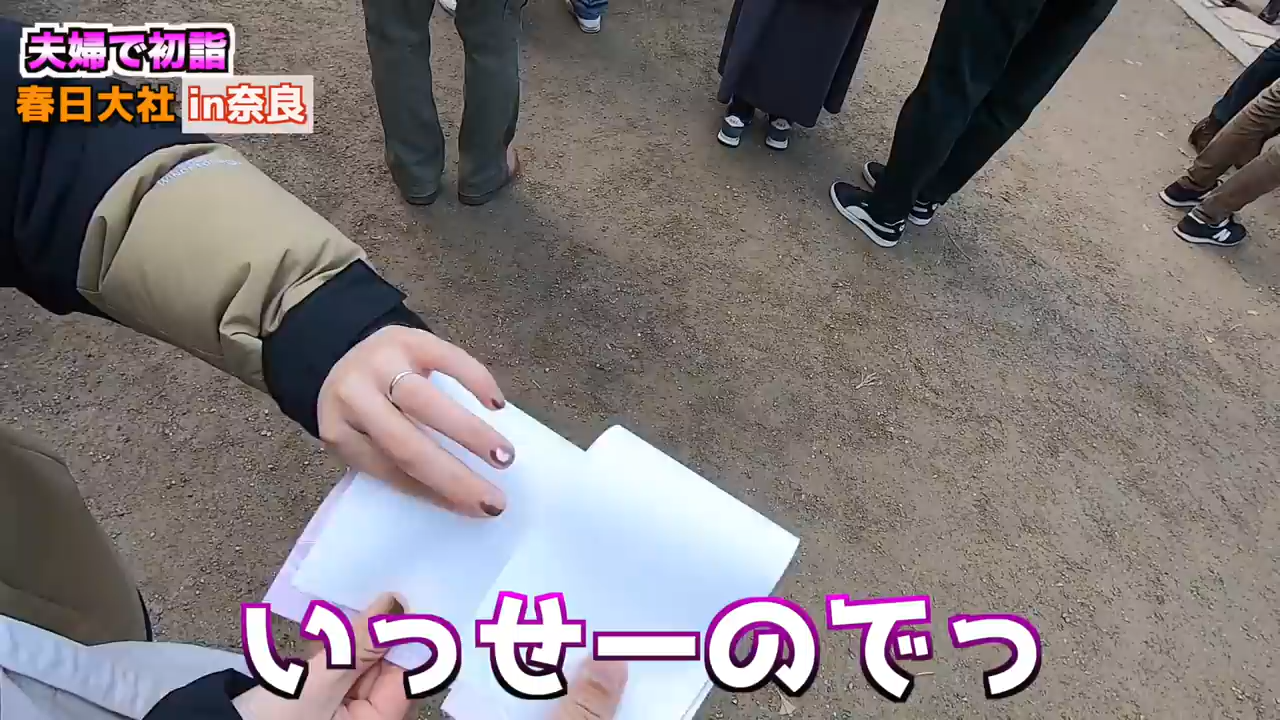 夫婦で初詣
春日大社 in奈良
いっせーのでっ